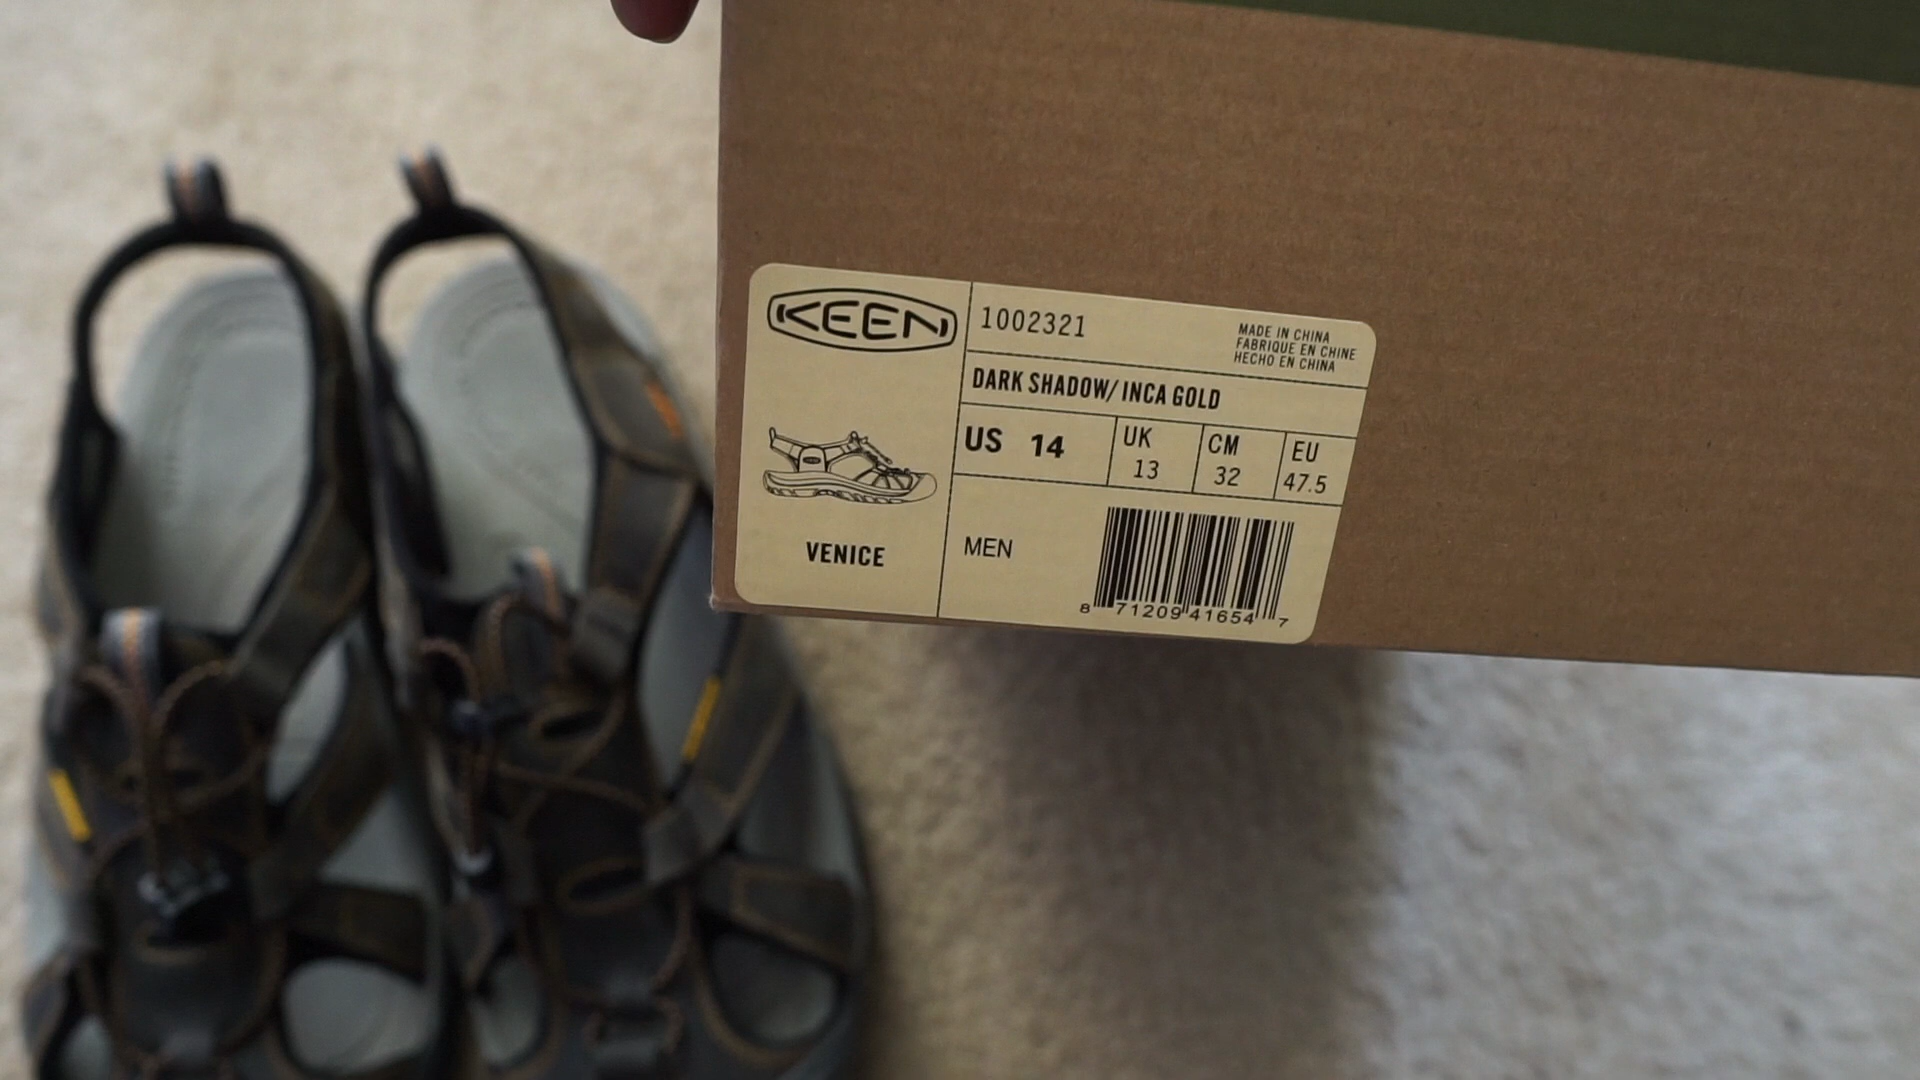 KEEN
1002321
MADE IN CHINA
FABRIQUE EN CHINE
HECHO EN CHINA
DARK SHADOW/ INCA GOLD
US 14
UK
13
CM
32
EU
47.5
VENICE
MEN
8 71209 41654 7